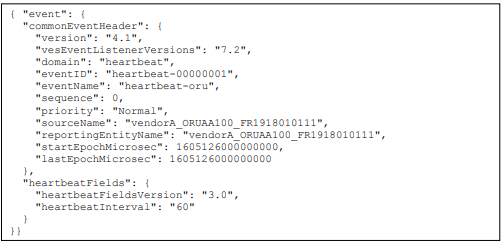 { "event": {
"commonEventHeader": {
"version": "4.1",
"vesEventListenerVersions": "7.2",
"domain": "heartbeat",
"eventID": "heartbeat-00000001",
"eventName": "heartbeat-oru",
"sequence": 0,
"priority": "Normal",
"sourceName": "vendorA_ORUAA100_FR1918010111",
"reportingEntityName": "vendorA_ORUAA100_FR1918010111",
"startEpochMicrosec": 1605126000000000,
"lastEpochMicrosec": 1605126000000000
},
"heartbeatFields": {
"heartbeatFieldsVersion": "3.0",
"heartbeatInterval": "60"
}
}}